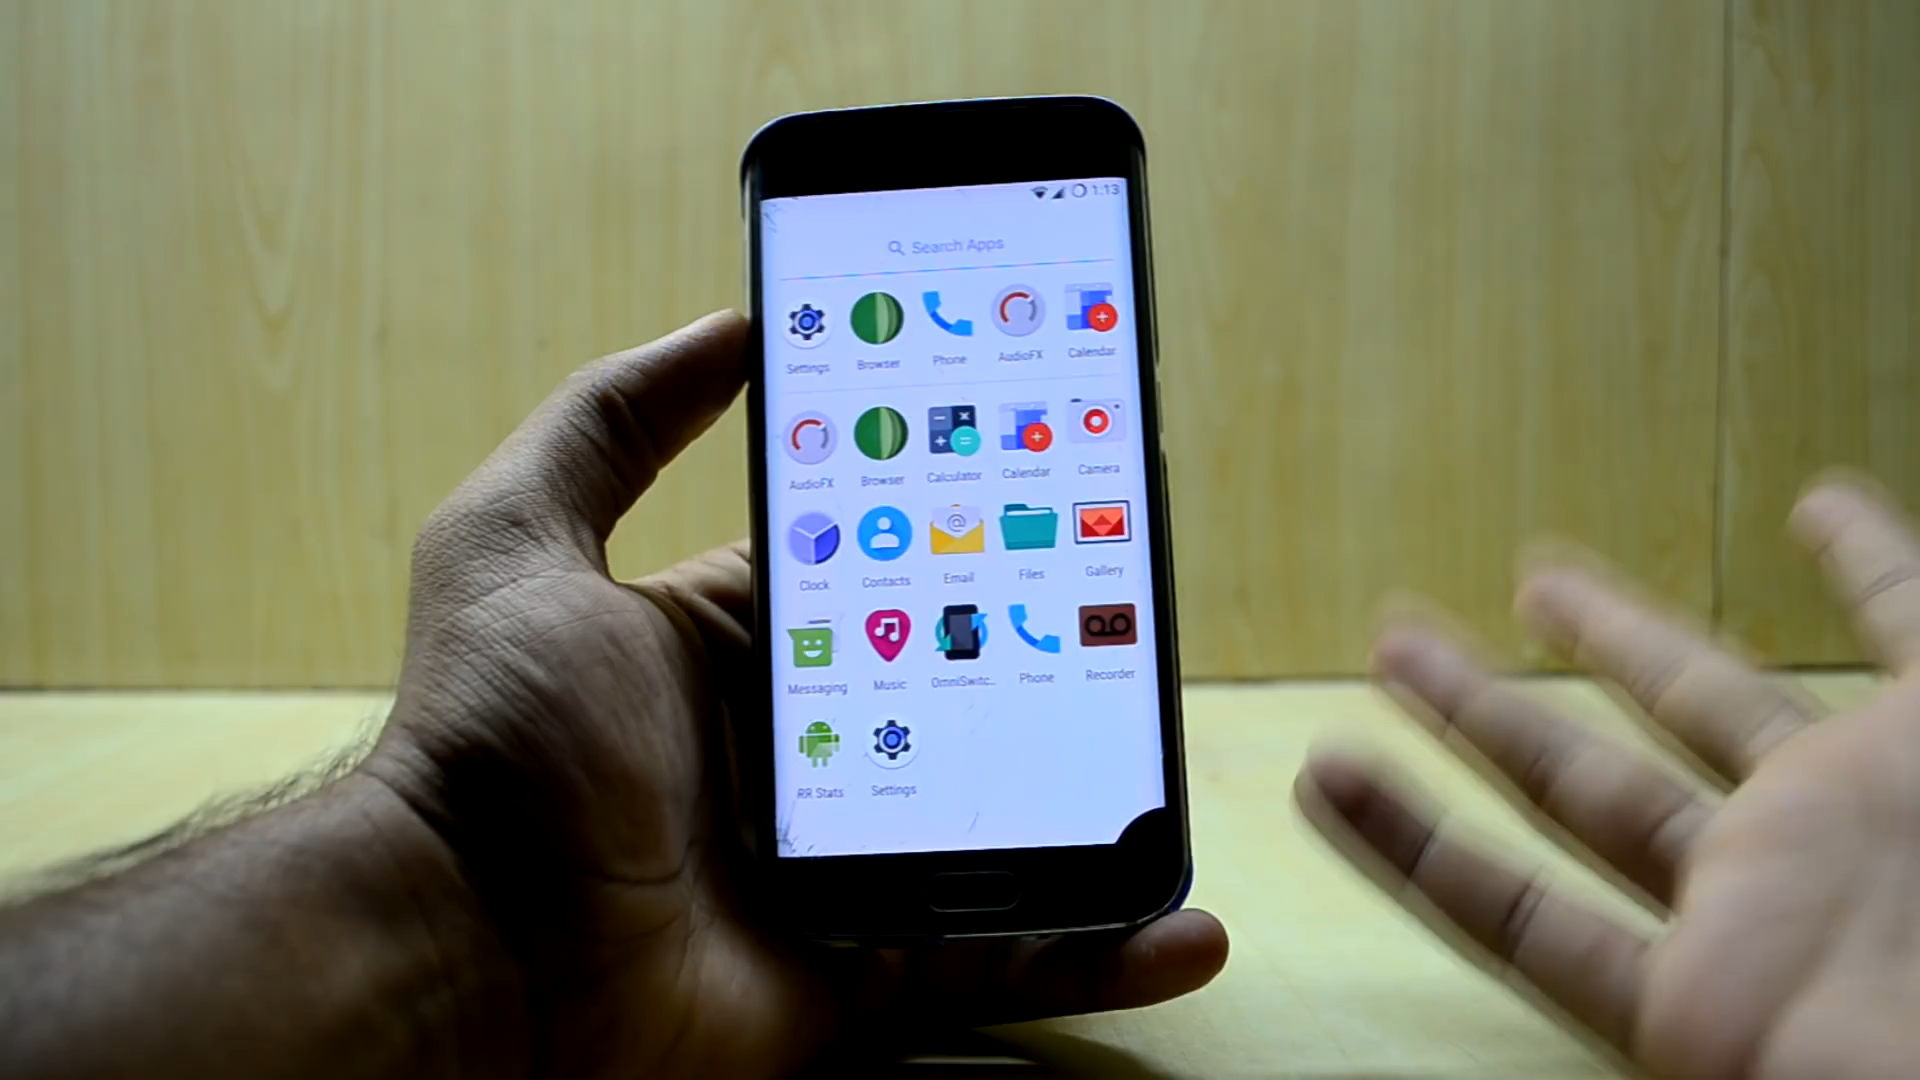 1:13
Search Apps
Settings Browser Phone AudioFX Calendar
AudioFX Browser Calculator Calendar Camera
Clock Contacts Email Files Gallery
Messaging Music OmniSwitc... Phone Recorder
RR Stats Settings